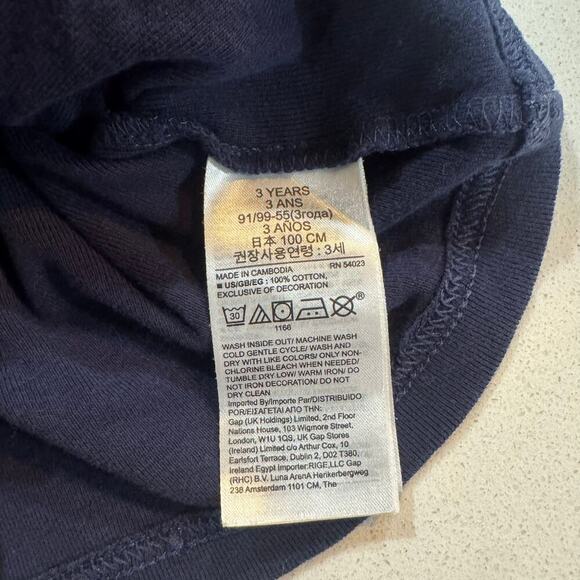 3 YEARS
3 ANS
91/99-55(3года)
3 AÑOS
日本 100 CM
권장사용연령 : 3세
MADE IN CAMBODIA RN 54023
■ US/GB/EG : 100% COTTON,
EXCLUSIVE OF DECORATION
30
1166
WASH INSIDE OUT/ MACHINE WASH
COLD GENTLE CYCLE/ WASH AND
DRY WITH LIKE COLORS/ ONLY NON-
CHLORINE BLEACH WHEN NEEDED/
TUMBLE DRY LOW/ WARM IRON/ DO
NOT IRON DECORATION/ DO NOT
DRYCLEAN
Imported By/Importe Par/DISTRIBUIDO
POR/ΕΙΣΑΓΕΤΑΙ ΑΠΟ ΤΗΝ:
Gap (UK Holdings) Limited, 2nd Floor
Nations House, 103 Wigmore Street,
London, W1U 1QS, UK Gap Stores
(Ireland) Limited c/o Arthur Cox, 10
Earlsfort Terrace, Dublin 2, D02 T380,
Ireland Egypt importer:RIGE,LLC Gap
(RHC) B.V. Luna ArenA Herikerbergweg
238 Amsterdam 1101 CM, The